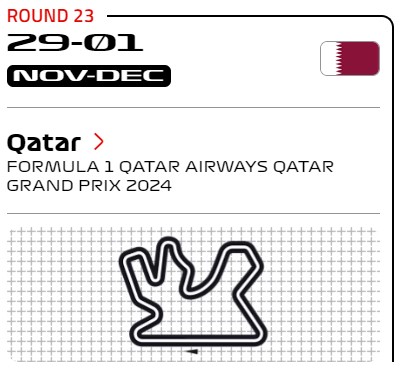 ROUND 23
29-01
NOV-DEC
Qatar
FORMULA 1 QATAR AIRWAYS QATAR
GRAND PRIX 2024